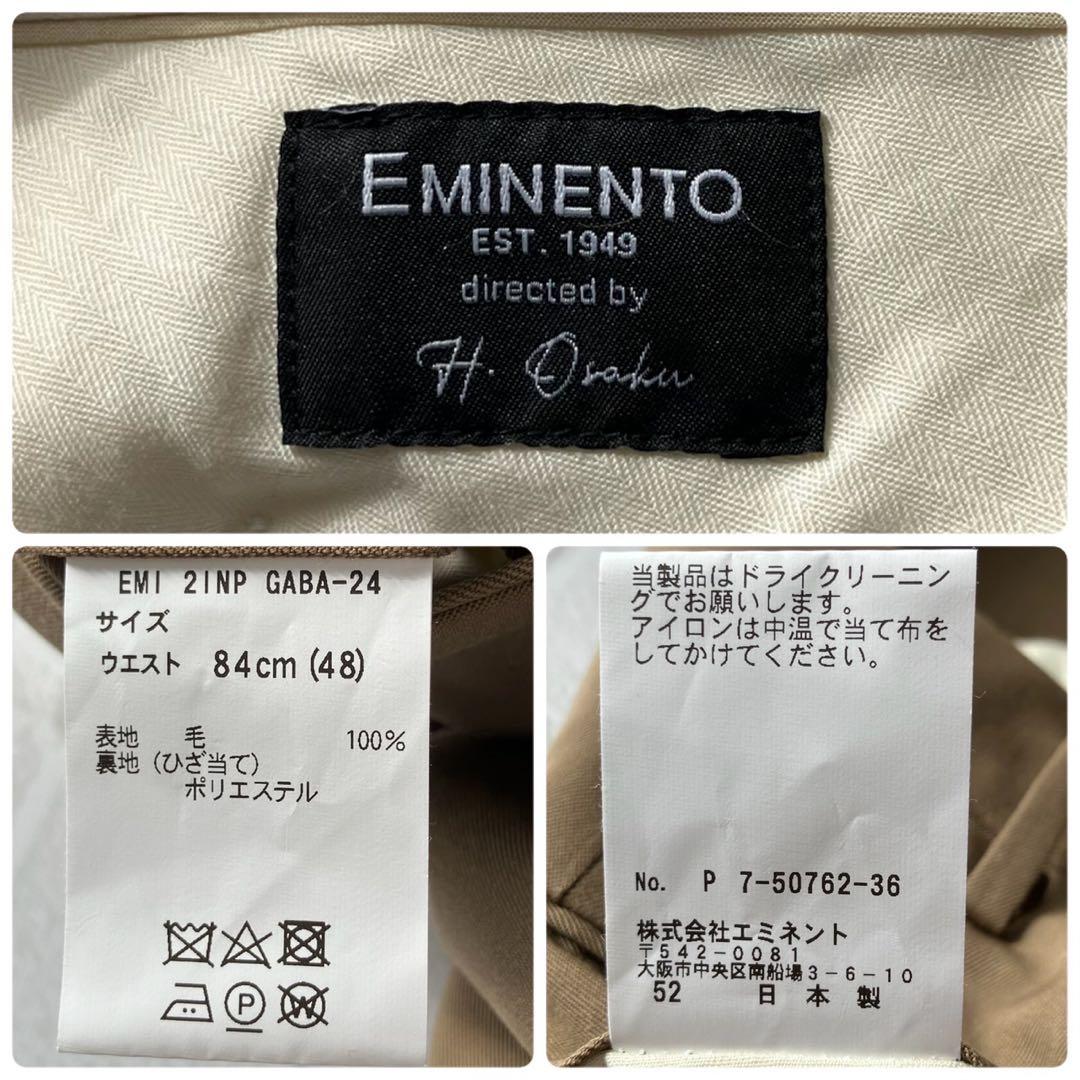 EMINENTO
EST. 1949
directed by
H. Osaku
EMI 2INP GABA-24
サイズ
ウエスト 84cm (48)
表地 毛 100%
裏地 (ひざ当て)
ポリエステル
P
W
当製品はドライクリーニン
グでお願いします。
アイロンは中温で当て布を
してかけてください。
No. P 7-50762-36
株式会社エミネント
〒542-0081
大阪市中央区南船場3-6-10
52 日本製